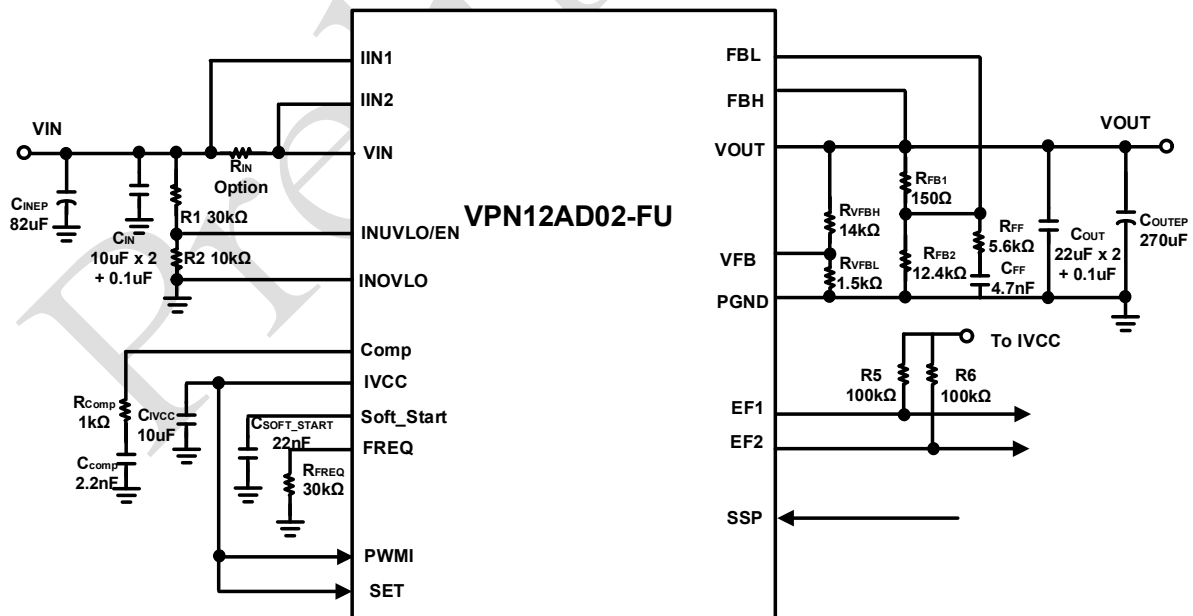 IIN1
IIN2
VIN
VIN
RIN
Option
CINEP
82uF
CIN
10uF x 2
+ 0.1uF
R1 30kΩ
R2 10kΩ
INUVLO/EN
INOVLO
Comp
IVCC
Soft_Start
FREQ
PWMI
SET
RComp
1kΩ
Ccomp
2.2nF
CIVCC
10uF
CSOFT_START
22nF
RFREQ
30kΩ
VPN12AD02-FU
FBL
FBH
VOUT
VFB
PGND
EF1
EF2
SSP
VOUT
RVFBH
14kΩ
RVFBL
1.5kΩ
RFB1
150Ω
RFB2
12.4kΩ
RFF
5.6kΩ
CFF
4.7nF
COUT
22uF x 2
+ 0.1uF
COUTEP
270uF
To IVCC
R5
100kΩ
R6
100kΩ